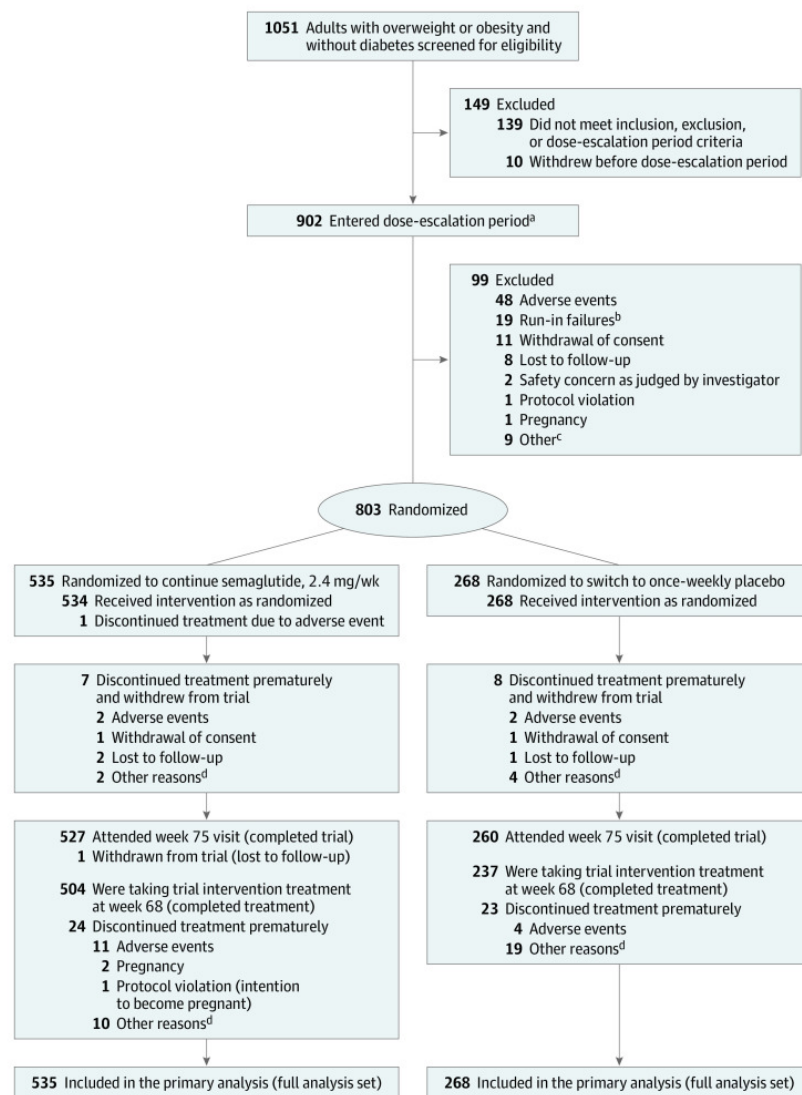 1051 Adults with overweight or obesity and
without diabetes screened for eligibility
149 Excluded
139 Did not meet inclusion, exclusion,
or dose-escalation period criteria
10 Withdrew before dose-escalation period
902 Entered dose-escalation periodᵃ
99 Excluded
48 Adverse events
19 Run-in failuresᵇ
11 Withdrawal of consent
8 Lost to follow-up
2 Safety concern as judged by investigator
1 Protocol violation
1 Pregnancy
9 Otherᶜ
803 Randomized
535 Randomized to continue semaglutide, 2.4 mg/wk
534 Received intervention as randomized
1 Discontinued treatment due to adverse event
268 Randomized to switch to once-weekly placebo
268 Received intervention as randomized
7 Discontinued treatment prematurely
and withdrew from trial
2 Adverse events
1 Withdrawal of consent
2 Lost to follow-up
2 Other reasonsᵈ
8 Discontinued treatment prematurely
and withdrew from trial
2 Adverse events
1 Withdrawal of consent
1 Lost to follow-up
4 Other reasonsᵈ
527 Attended week 75 visit (completed trial)
1 Withdrawn from trial (lost to follow-up)
504 Were taking trial intervention treatment
at week 68 (completed treatment)
24 Discontinued treatment prematurely
11 Adverse events
2 Pregnancy
1 Protocol violation (intention
to become pregnant)
10 Other reasonsᵈ
260 Attended week 75 visit (completed trial)
237 Were taking trial intervention treatment
at week 68 (completed treatment)
23 Discontinued treatment prematurely
4 Adverse events
19 Other reasonsᵈ
535 Included in the primary analysis (full analysis set)
268 Included in the primary analysis (full analysis set)